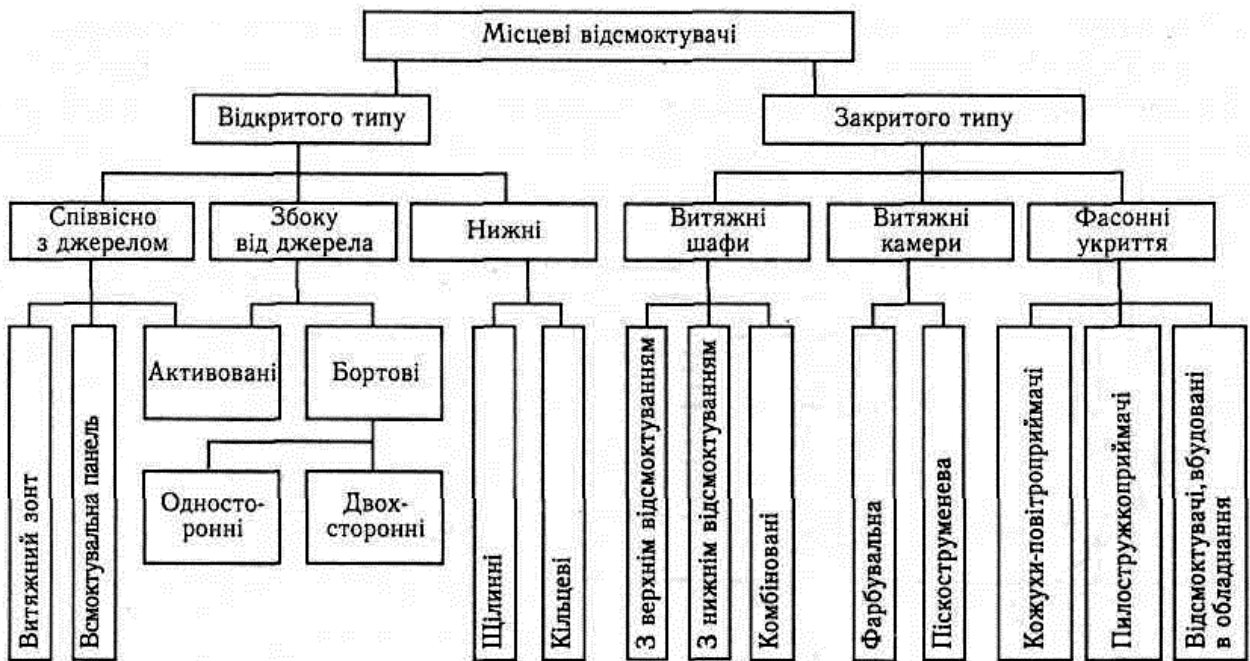 Місцеві відсмоктувачі
Відкритого типу
Закритого типу
Співвісно
з джерелом
Збоку
від джерела
Нижні
Витяжні
шафи
Витяжні
камери
Фасонні
укриття
Витяжний зонт
Всмоктувальна панель
Активовані
Бортові
Односто-
ронні
Двох-
сторонні
Щілинні
Кільцеві
З верхнім відсмоктуванням
З нижнім відсмоктуванням
Комбіновані
Фарбувальна
Піскоструменева
Кожухи-повітроприймачі
Пилостружкоприймачі
Відсмоктувачі, вбудовані
в обладнання